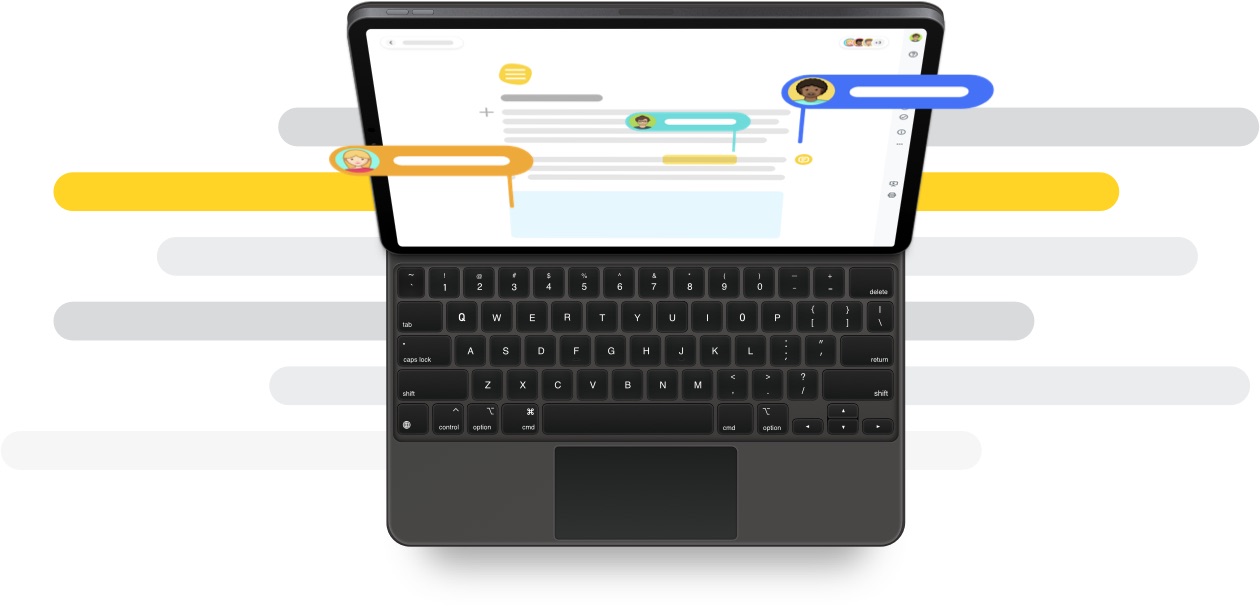 ~ ! @ # $ % ^ & * ( ) — +
` 1 2 3 4 5 6 7 8 9 0 - =
delete
{ } |
tab Q W E R T Y U I O P [ ] \
: "
caps lock A S D F G H J K L ; ' return
< > ?
shift Z X C V B N M , . / shift
^ ⌥ ⌘ ⌥
control option cmd cmd option